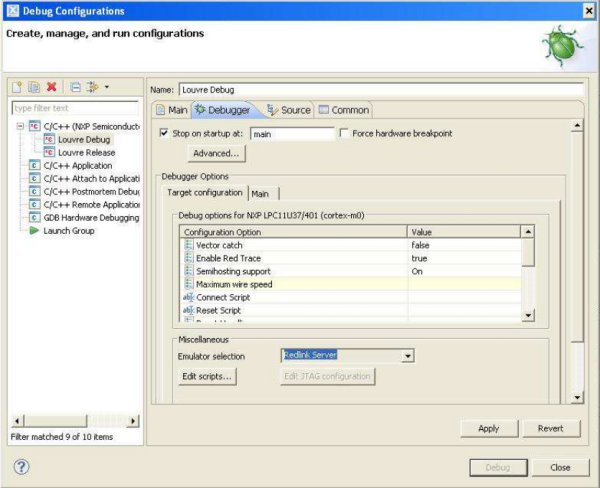 Debug Configurations
Create, manage, and run configurations
type filter text
C/C++ (NXP Semiconducto
Louvre Debug
Louvre Release
C/C++ Application
C/C++ Attach to Applicati
C/C++ Postmortem Debug
C/C++ Remote Application
GDB Hardware Debugging
Launch Group
Filter matched 9 of 10 items
Name: Louvre Debug
Main Debugger Source Common
Stop on startup at: main Force hardware breakpoint
Advanced...
Debugger Options
Target configuration Main
Debug options for NXP LPC11U37/401 (cortex-m0)
Configuration Option Value
Vector catch false
Enable Red Trace true
Semihosting support On
Maximum wire speed
Connect Script
Reset Script
Miscellaneous
Emulator selection Redlink Server
Edit scripts... Edit JTAG configuration
Apply Revert
? Debug Close